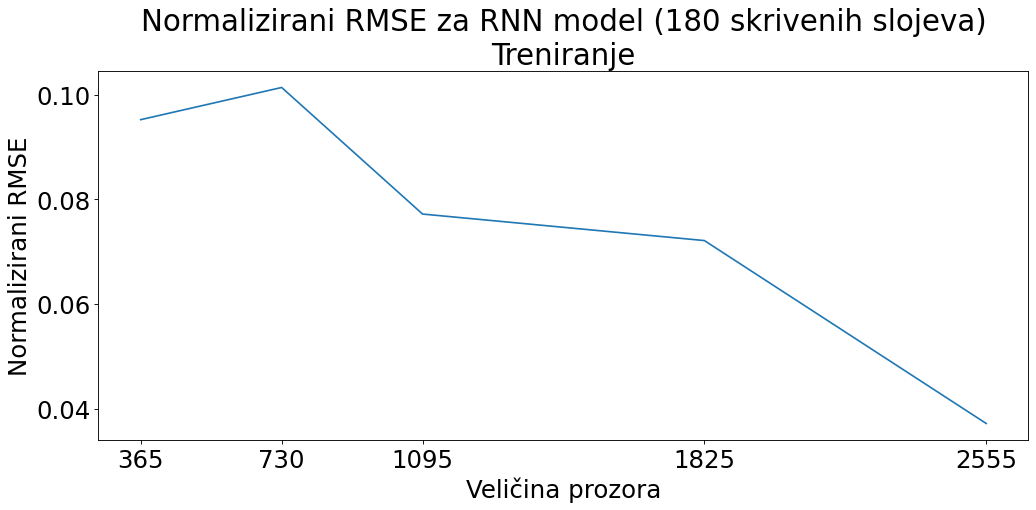 Normalizirani RMSE za RNN model (180 skrivenih slojeva)
Treniranje
Normalizirani RMSE
0.10
0.08
0.06
0.04
365 730 1095 1825 2555
Veličina prozora